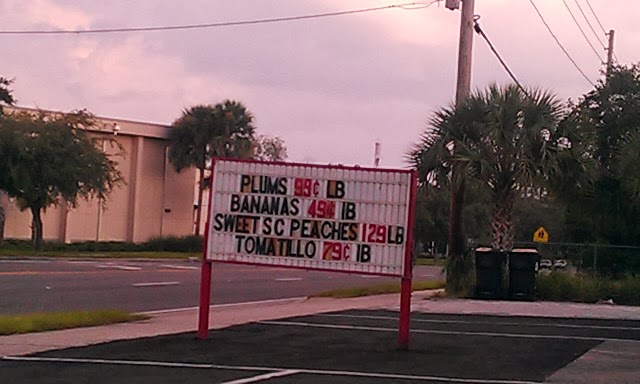 PLUMS 99¢ LB
BANANAS 49¢ lB
SWEET SC PEACHES 129 LB
TOMATILLO 79¢ lB